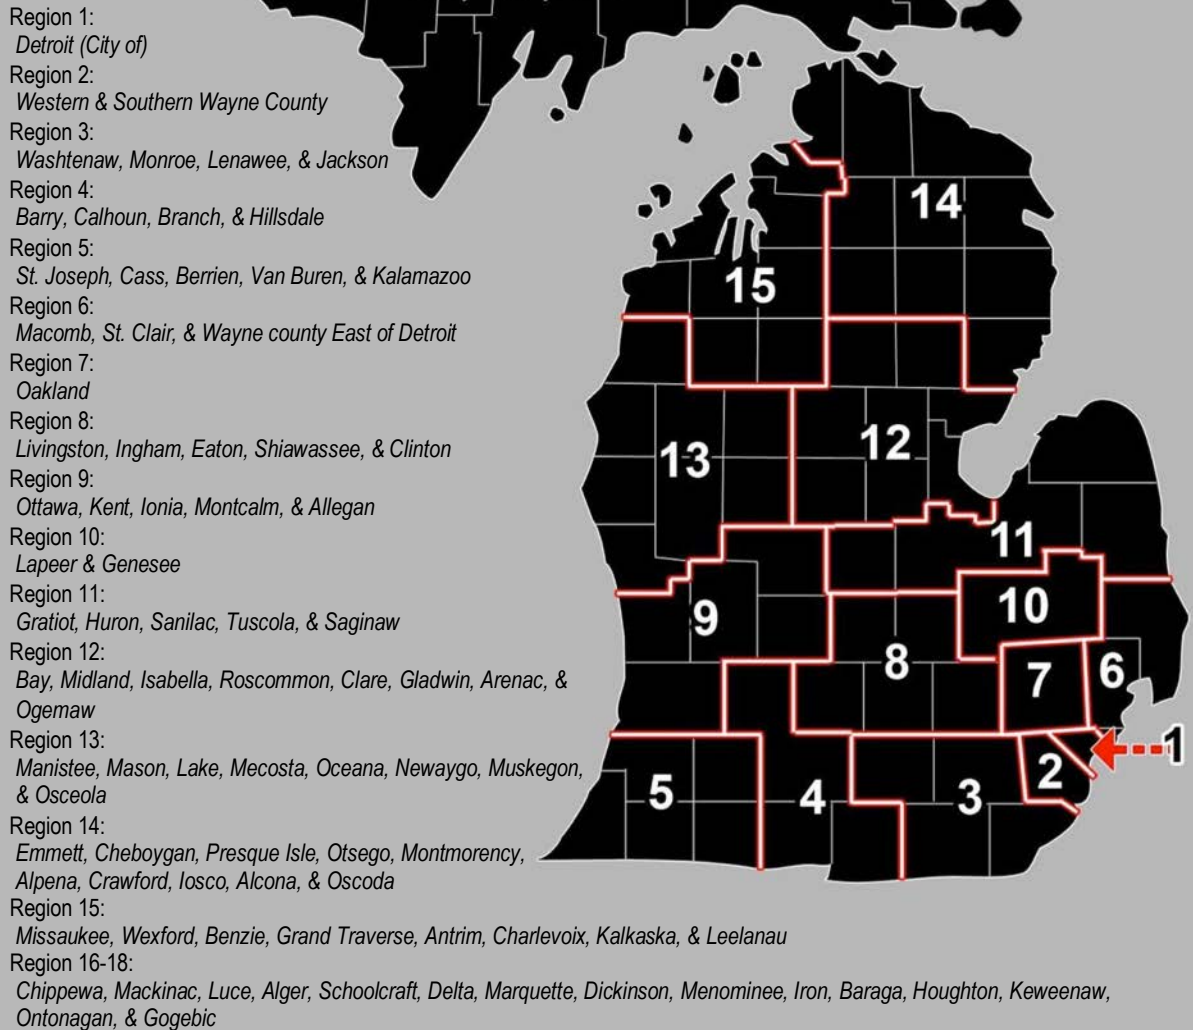 Region 1:
Detroit (City of)
Region 2:
Western & Southern Wayne County
Region 3:
Washtenaw, Monroe, Lenawee, & Jackson
Region 4:
Barry, Calhoun, Branch, & Hillsdale
Region 5:
St. Joseph, Cass, Berrien, Van Buren, & Kalamazoo
Region 6:
Macomb, St. Clair, & Wayne county East of Detroit
Region 7:
Oakland
Region 8:
Livingston, Ingham, Eaton, Shiawassee, & Clinton
Region 9:
Ottawa, Kent, Ionia, Montcalm, & Allegan
Region 10:
Lapeer & Genesee
Region 11:
Gratiot, Huron, Sanilac, Tuscola, & Saginaw
Region 12:
Bay, Midland, Isabella, Roscommon, Clare, Gladwin, Arenac, &
Ogemaw
Region 13:
Manistee, Mason, Lake, Mecosta, Oceana, Newaygo, Muskegon,
& Osceola
Region 14:
Emmett, Cheboygan, Presque Isle, Otsego, Montmorency,
Alpena, Crawford, Iosco, Alcona, & Oscoda
Region 15:
Missaukee, Wexford, Benzie, Grand Traverse, Antrim, Charlevoix, Kalkaska, & Leelanau
Region 16-18:
Chippewa, Mackinac, Luce, Alger, Schoolcraft, Delta, Marquette, Dickinson, Menominee, Iron, Baraga, Houghton, Keweenaw,
Ontonagan, & Gogebic
14
15
12
13
11
10
9
8
7
6
1
2
5
4
3